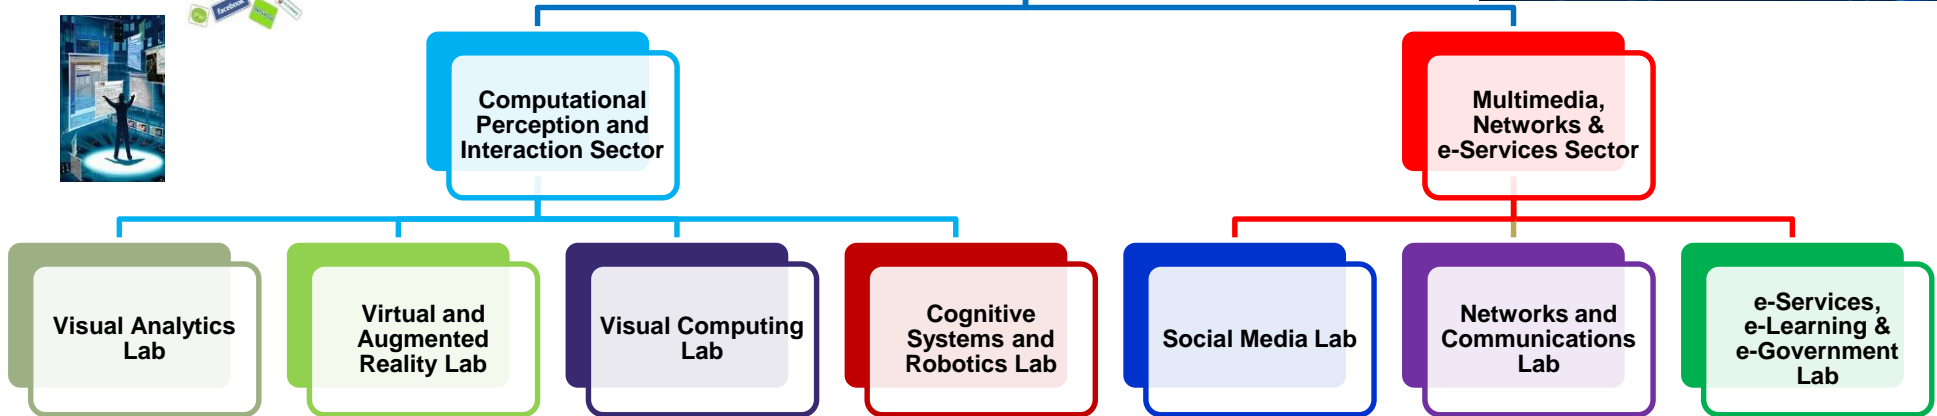 facebook
Computational
Perception and
Interaction Sector
Multimedia,
Networks &
e-Services Sector
Visual Analytics
Lab
Virtual and
Augmented
Reality Lab
Visual Computing
Lab
Cognitive
Systems and
Robotics Lab
Social Media Lab
Networks and
Communications
Lab
e-Services,
e-Learning &
e-Government
Lab